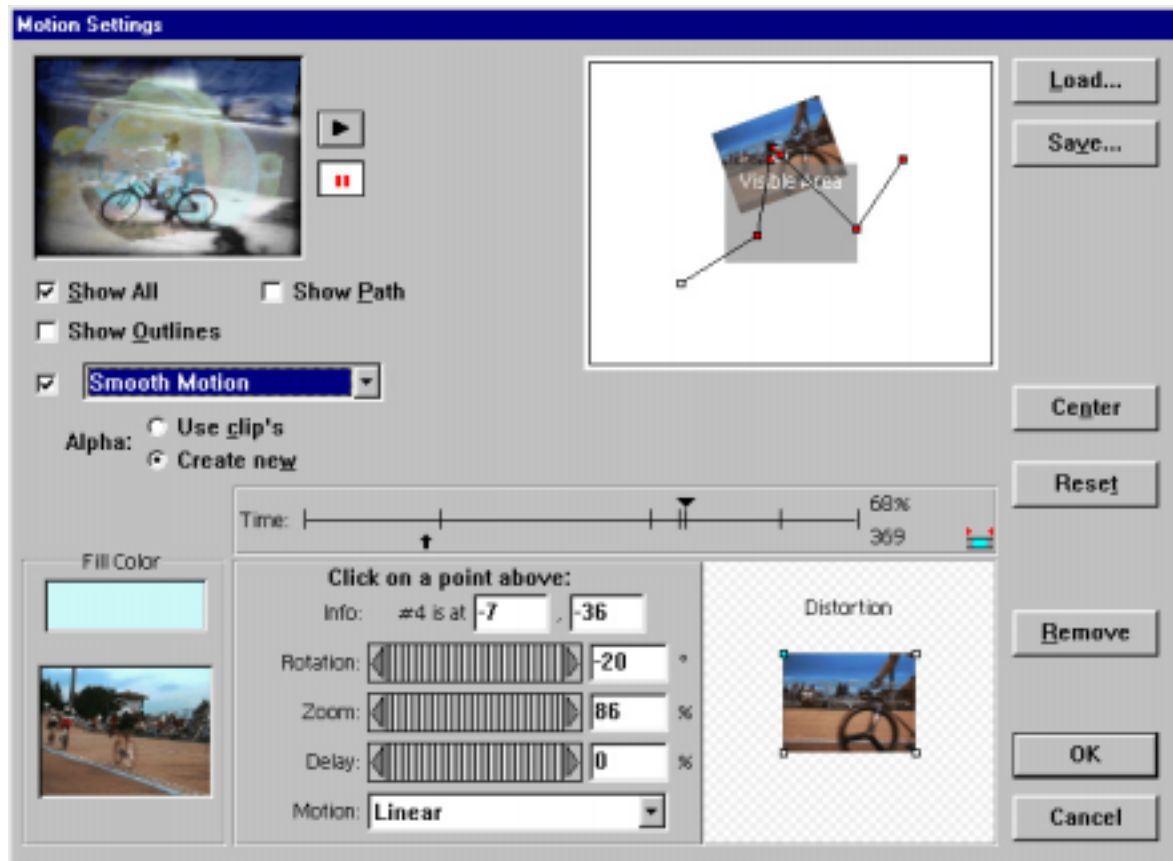 Motion Settings
Load...
Save...
Visible Area
Show All
Show Path
Show Outlines
Smooth Motion
Center
Alpha:
Use clip's
Create new
Reset
Time:
68%
369
Fill Color
Click on a point above:
Info: #4 is at -7 , -36
Distortion
Rotation: -20 °
Remove
Zoom: 86 %
Delay: 0 %
OK
Motion: Linear
Cancel